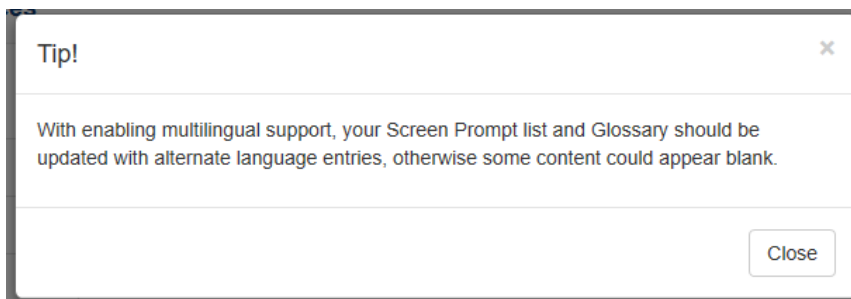 Tip!
×
With enabling multilingual support, your Screen Prompt list and Glossary should be
updated with alternate language entries, otherwise some content could appear blank.
Close